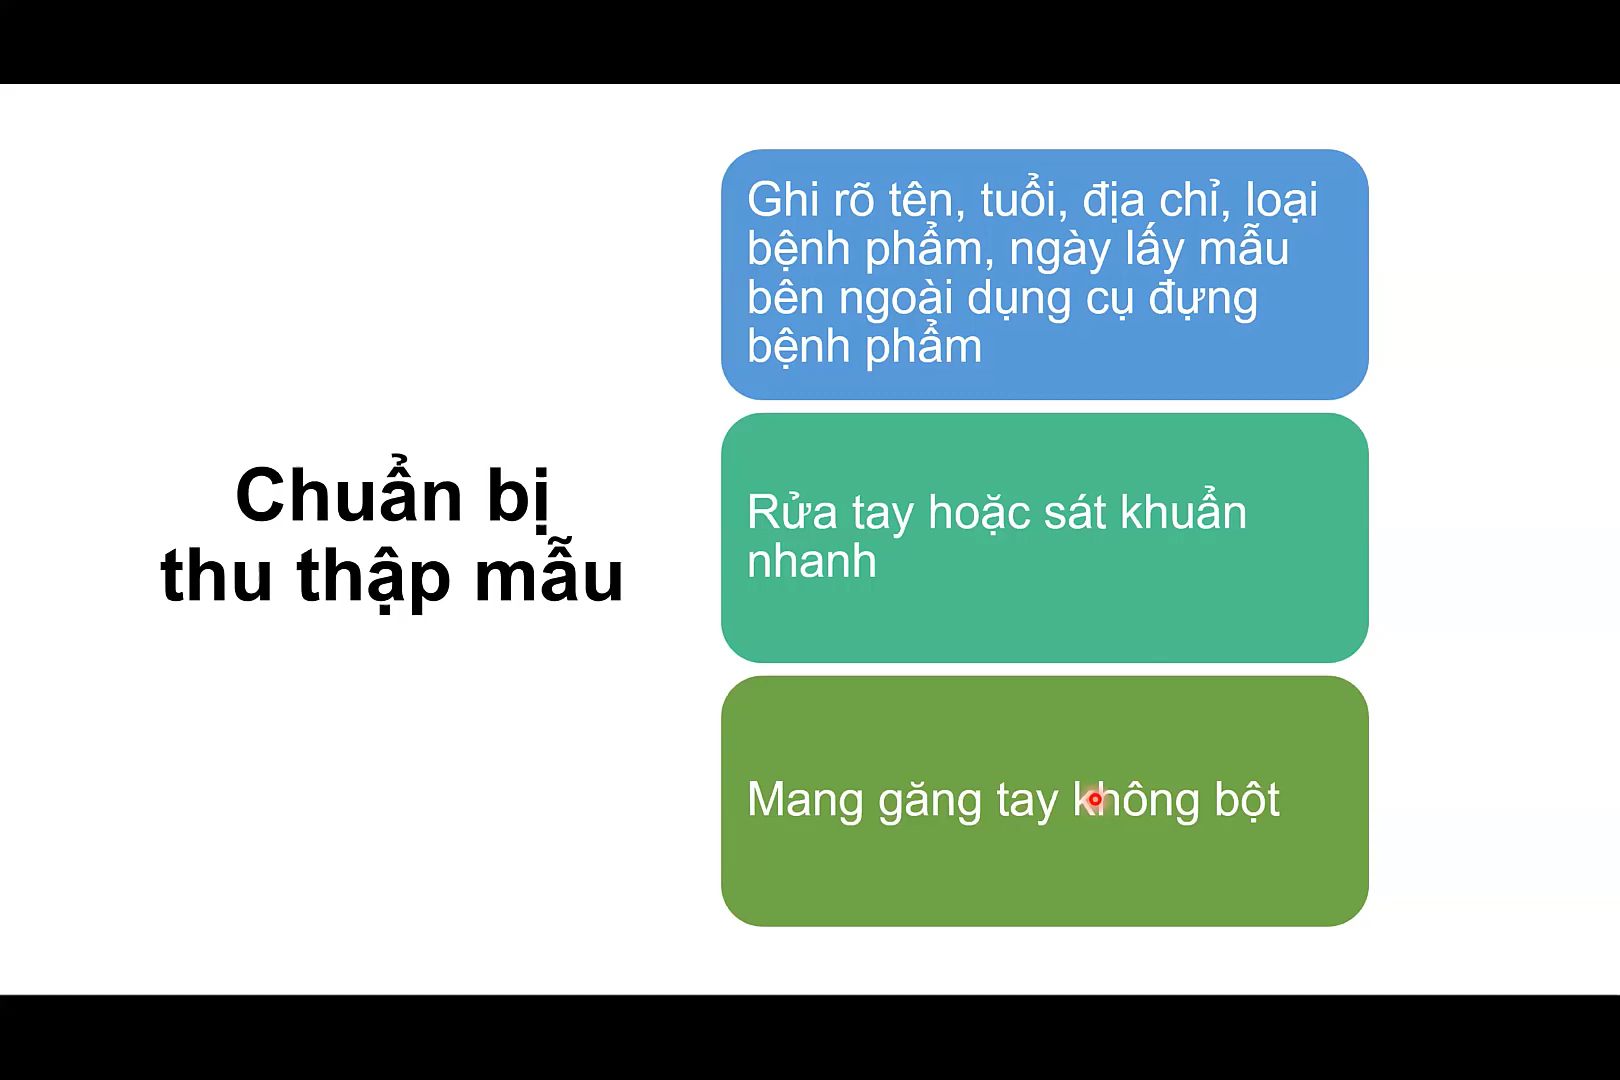 Chuẩn bị
thu thập mẫu
Ghi rõ tên, tuổi, địa chỉ, loại
bệnh phẩm, ngày lấy mẫu
bên ngoài dụng cụ đựng
bệnh phẩm
Rửa tay hoặc sát khuẩn
nhanh
Mang găng tay không bột